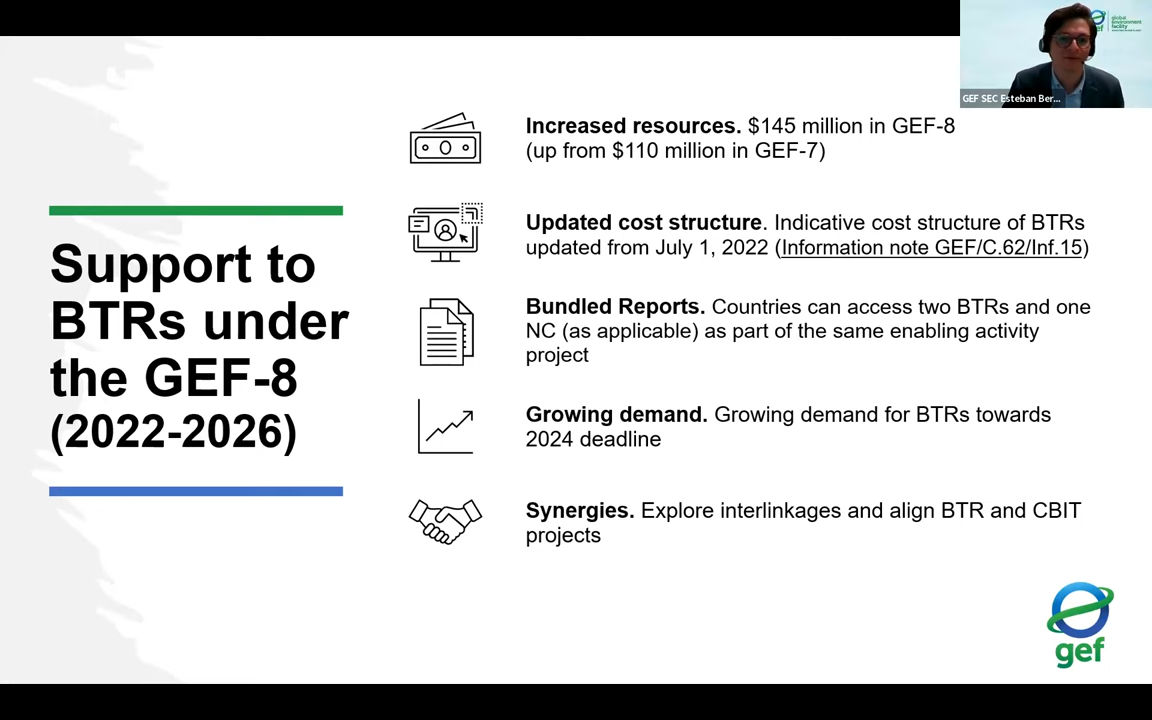 Support to
BTRs under
the GEF-8
(2022-2026)
Increased resources. $145 million in GEF-8
(up from $110 million in GEF-7)
Updated cost structure. Indicative cost structure of BTRs
updated from July 1, 2022 (Information note GEF/C.62/Inf.15)
Bundled Reports. Countries can access two BTRs and one
NC (as applicable) as part of the same enabling activity
project
Growing demand. Growing demand for BTRs towards
2024 deadline
Synergies. Explore interlinkages and align BTR and CBIT
projects
gef
gef
global
environment
facility
GEF SEC Esteban Ber...